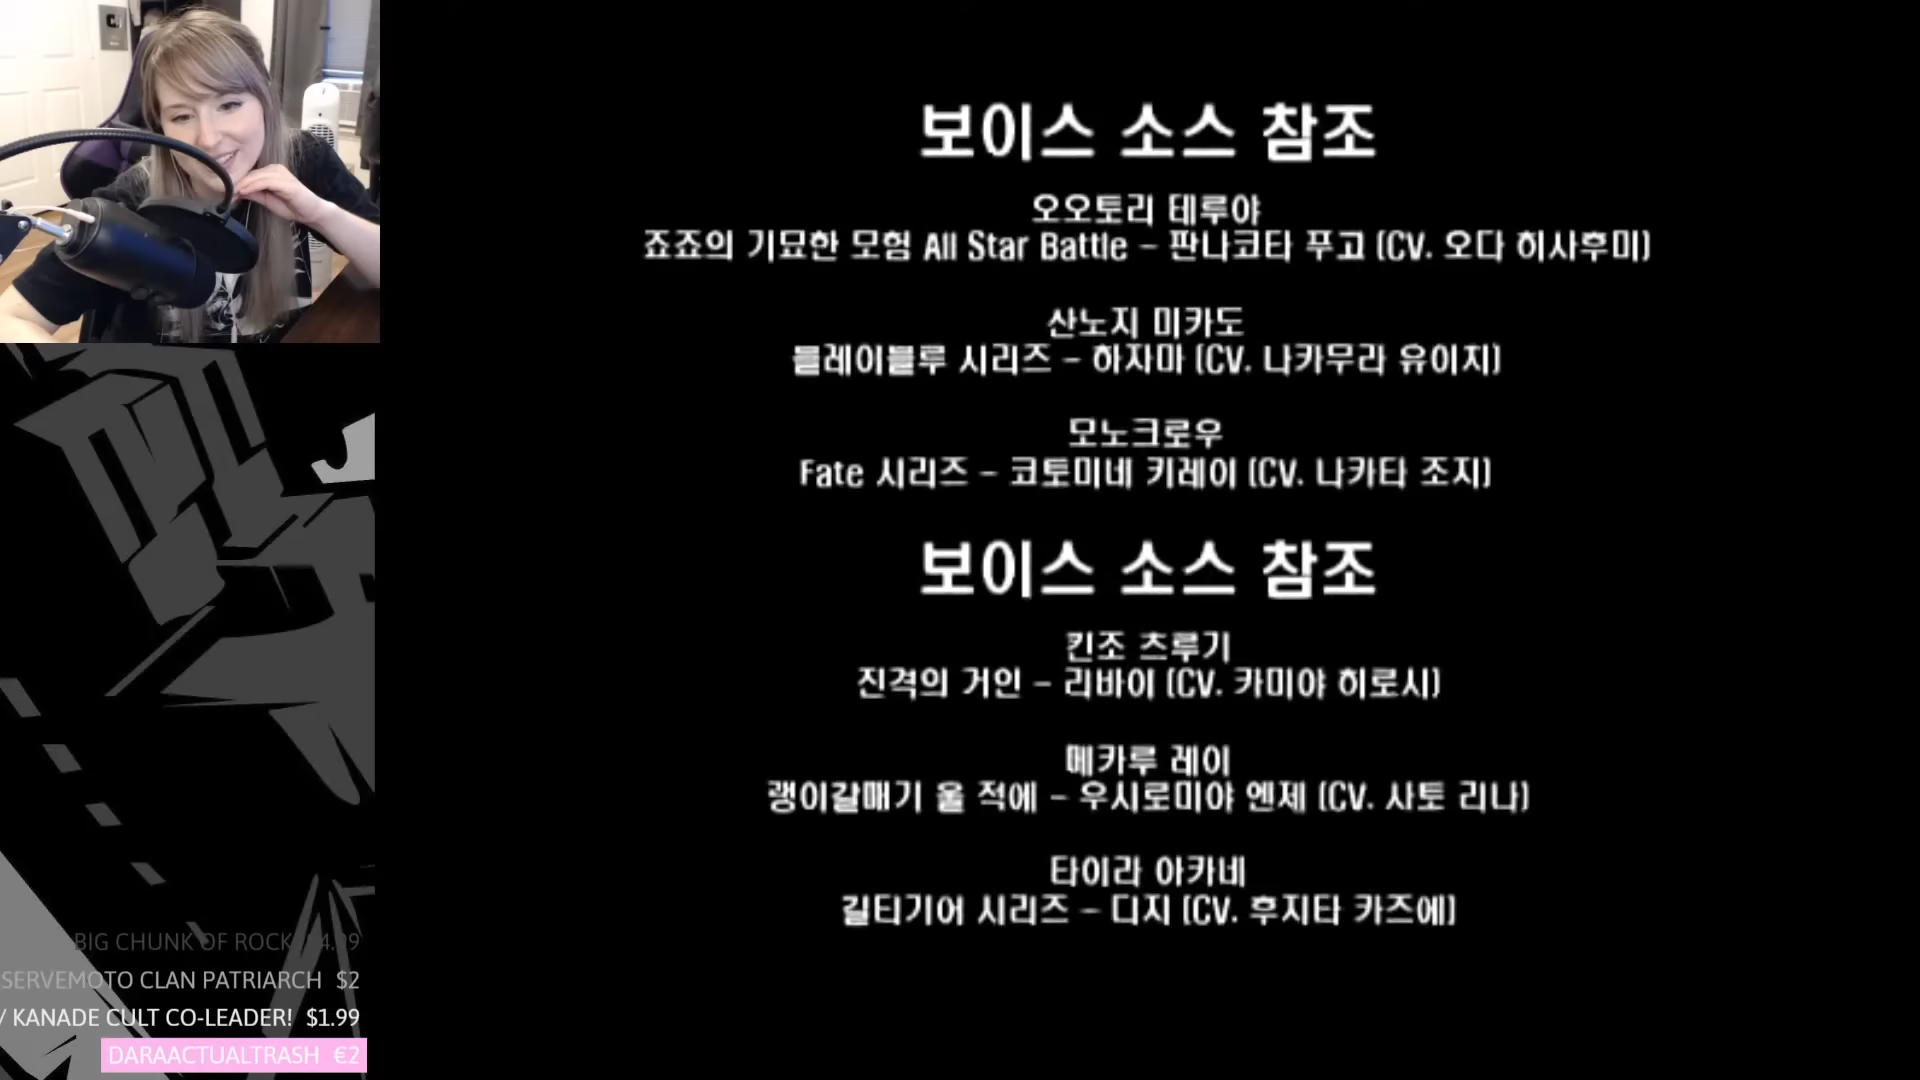 보이스 소스 참조
오오토리 테루야
죠죠의 기묘한 모험 All Star Battle - 판나코타 푸고 (CV. 오다 히사후미)
산노지 미카도
블레이블루 시리즈 - 하자마 (CV. 나카무라 유이지)
모노크로우
Fate 시리즈 - 코토미네 키레이 (CV. 나카타 조지)
보이스 소스 참조
킨조 츠루기
진격의 거인 - 리바이 (CV. 카미야 히로시)
메카루 레이
괭이갈매기 울 적에 - 우시로미야 엔제 (CV. 사토 리나)
타이라 아카네
길티기어 시리즈 - 디지 (CV. 후지타 카즈에)
BIG CHUNK OF ROCK $4.99
SERVEMOTO CLAN PATRIARCH $2
/ KANADE CULT CO-LEADER! $1.99
DARAACTUALTRASH €2